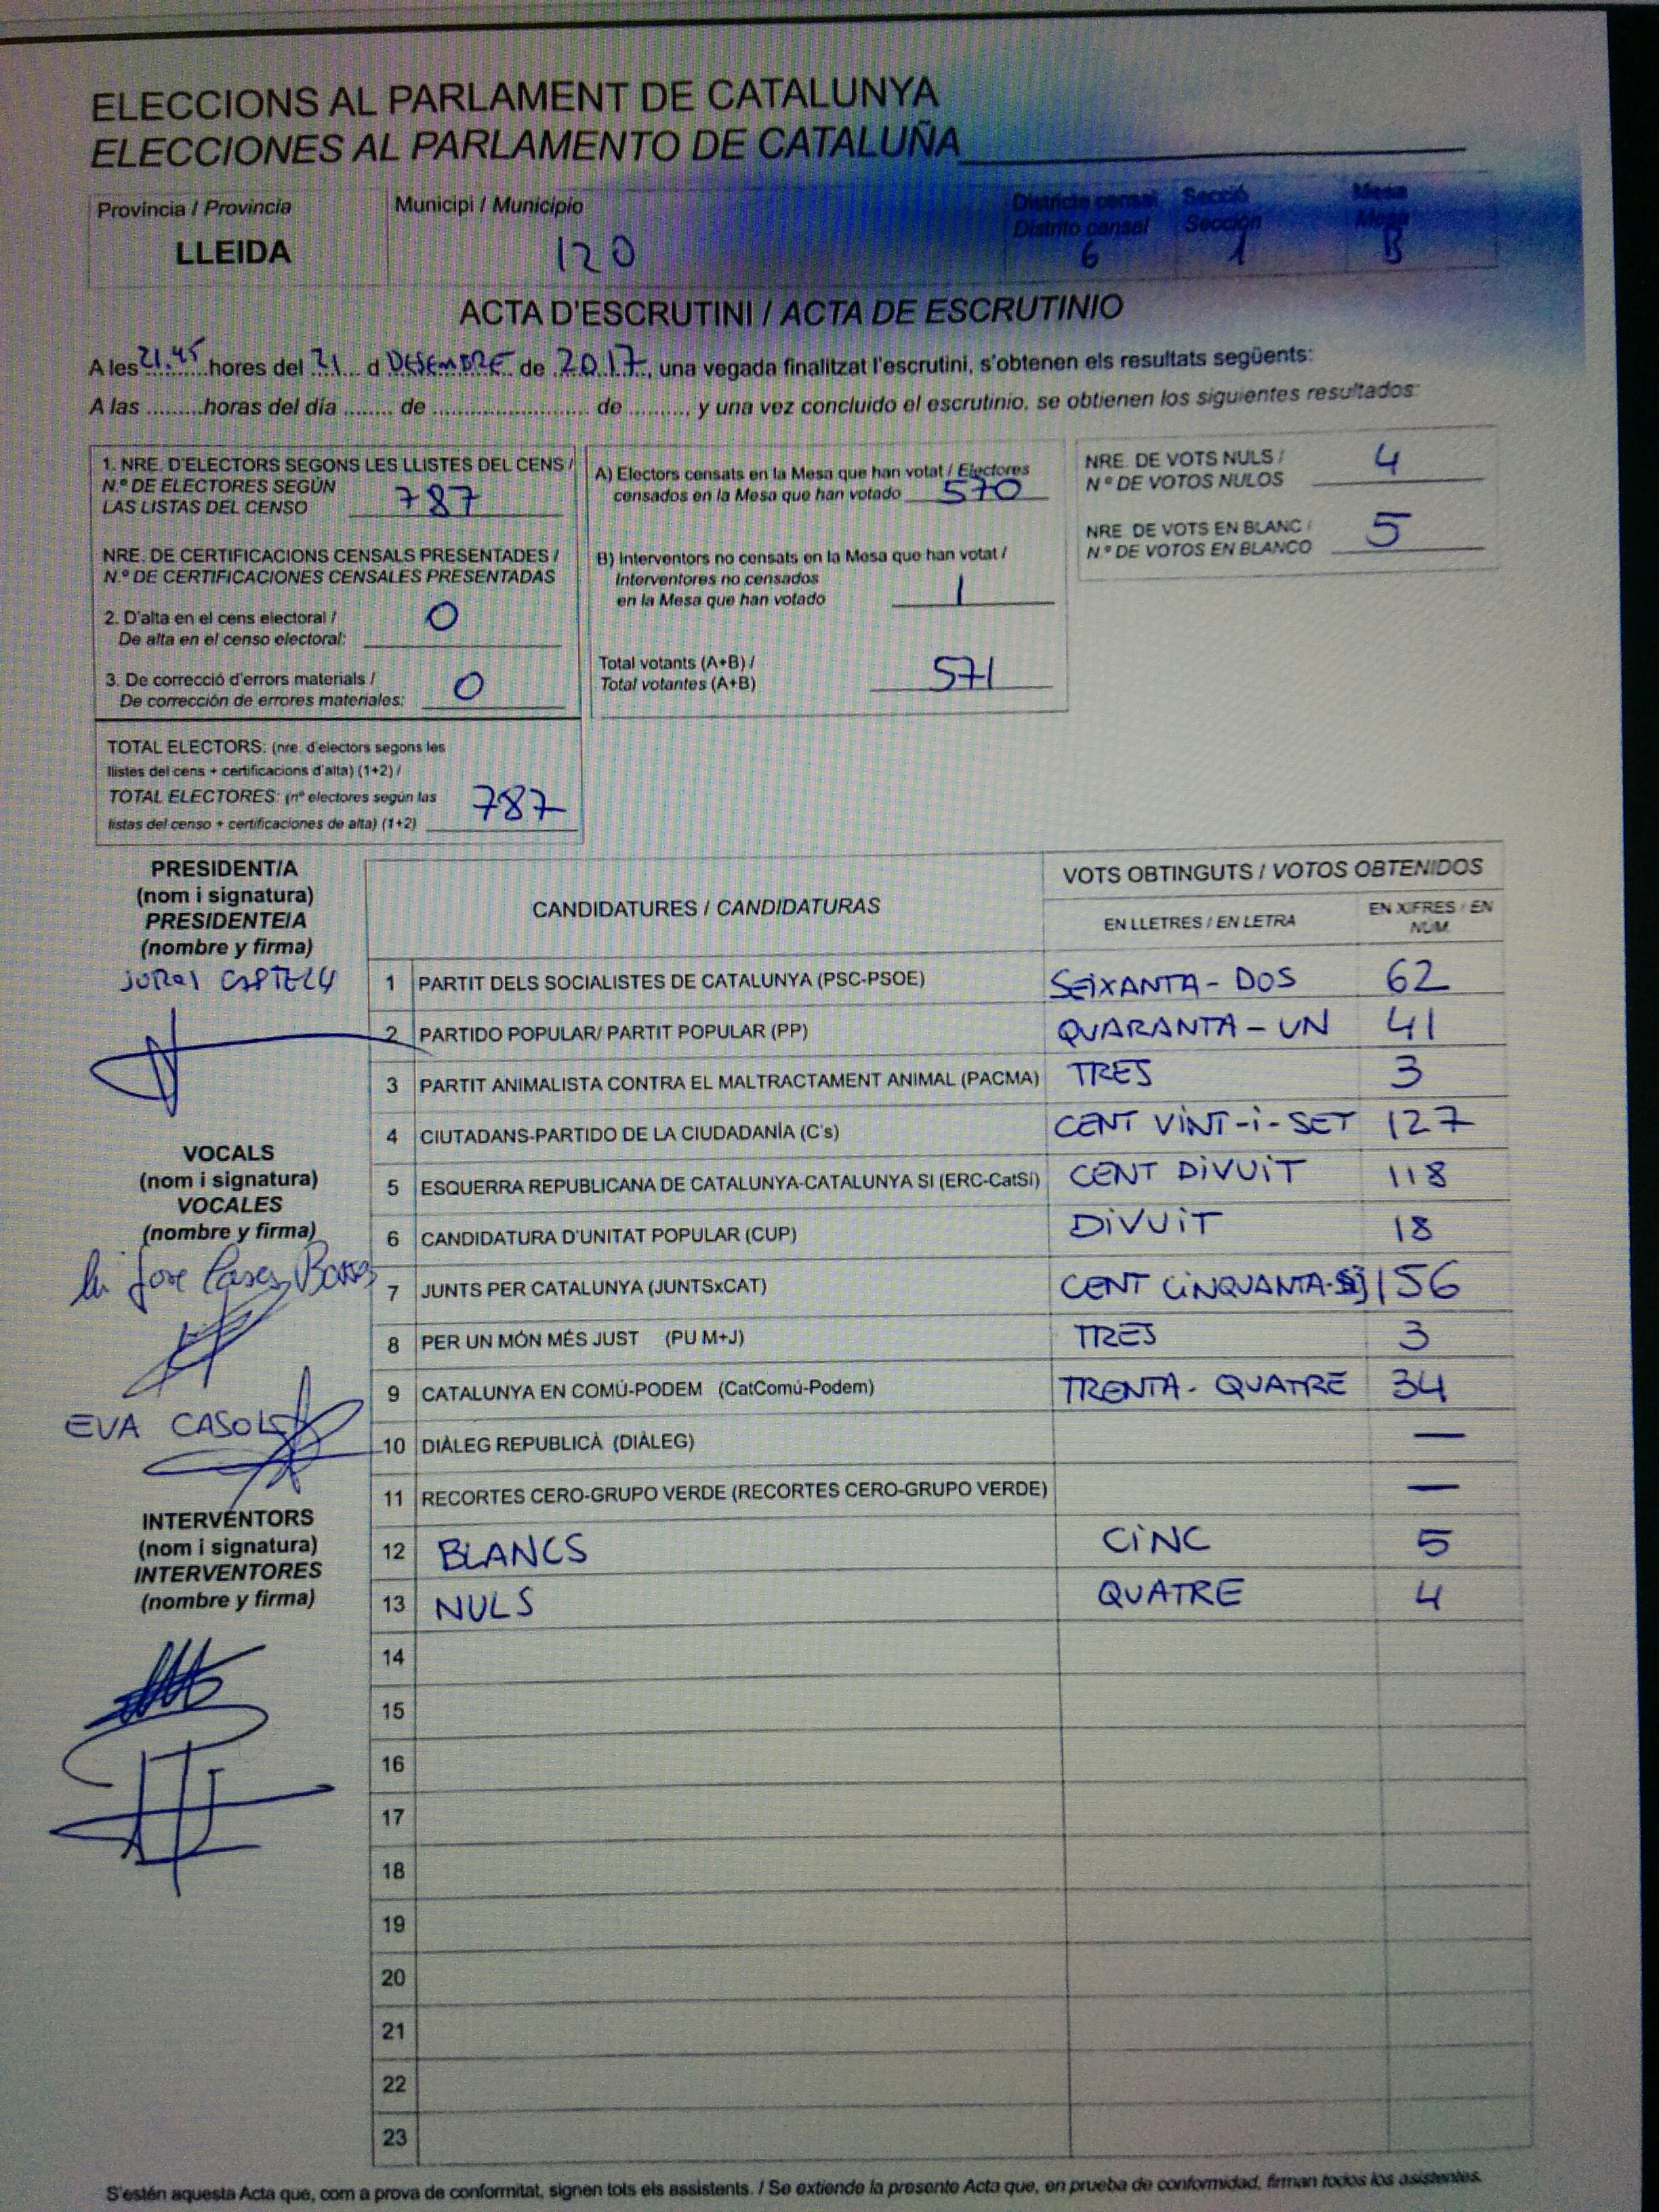 ELECCIONS AL PARLAMENT DE CATALUNYA
ELECCIONES AL PARLAMENTO DE CATALUÑA
Província / Provincia
LLEIDA
Municipi / Municipio
120
Districte censal
Distrito censal
6
Secció
Sección
1
Mesa
Mesa
B
ACTA D'ESCRUTINI / ACTA DE ESCRUTINIO
A les 21.45 hores del 21 d DESEMBRE de 2017, una vegada finalitzat l'escrutini, s'obtenen els resultats següents:
A las .........horas del día ........ de ........................ de .........., y una vez concluido el escrutinio, se obtienen los siguientes resultados:
1. NRE. D'ELECTORS SEGONS LES LLISTES DEL CENS /
N.º DE ELECTORES SEGÚN
LAS LISTAS DEL CENSO 787
NRE. DE CERTIFICACIONS CENSALS PRESENTADES /
N.º DE CERTIFICACIONES CENSALES PRESENTADAS
2. D'alta en el cens electoral /
De alta en el censo electoral: 0
3. De correcció d'errors materials /
De corrección de errores materiales: 0
TOTAL ELECTORS: (nre. d'electors segons les
llistes del cens + certificacions d'alta) (1+2) /
TOTAL ELECTORES: (nº electores según las
listas del censo + certificaciones de alta) (1+2) 787
A) Electors censats en la Mesa que han votat / Electores
censados en la Mesa que han votado 570
B) Interventors no censats en la Mesa que han votat /
Interventores no censados
en la Mesa que han votado 1
Total votants (A+B) /
Total votantes (A+B) 571
NRE. DE VOTS NULS /
Nº DE VOTOS NULOS 4
NRE. DE VOTS EN BLANC /
N.º DE VOTOS EN BLANCO 5
PRESIDENT/A
(nom i signatura)
PRESIDENTE/A
(nombre y firma)
VOCALS
(nom i signatura)
VOCALES
(nombre y firma)
EVA
INTERVENTORS
(nom i signatura)
INTERVENTORES
(nombre y firma)
CANDIDATURES / CANDIDATURAS
VOTS OBTINGUTS / VOTOS OBTENIDOS
EN LLETRES / EN LETRA
EN XIFRES / EN
NÚM.
1 PARTIT DELS SOCIALISTES DE CATALUNYA (PSC-PSOE) SEIXANTA-DOS 62
2 PARTIDO POPULAR/ PARTIT POPULAR (PP) QUARANTA-UN 41
3 PARTIT ANIMALISTA CONTRA EL MALTRACTAMENT ANIMAL (PACMA) TRES 3
4 CIUTADANS-PARTIDO DE LA CIUDADANÍA (C's) CENT VINT-i-SET 127
5 ESQUERRA REPUBLICANA DE CATALUNYA-CATALUNYA SI (ERC-CatSí) CENT DIVUIT 118
6 CANDIDATURA D'UNITAT POPULAR (CUP) DIVUIT 18
7 JUNTS PER CATALUNYA (JUNTSxCAT) CENT CINQUANTA- 156
8 PER UN MÓN MÉS JUST (PU M+J) TRES 3
9 CATALUNYA EN COMÚ-PODEM (CatComú-Podem) TRENTA-QUATRE 34
10 DIÀLEG REPUBLICÀ (DIÀLEG) —
11 RECORTES CERO-GRUPO VERDE (RECORTES CERO-GRUPO VERDE) —
12 BLANCS CINC 5
13 NULS QUATRE 4
14
15
16
17
18
19
20
21
22
23
S'estén aquesta Acta que, com a prova de conformitat, signen tots els assistents. / Se extiende la presente Acta que, en prueba de conformidad, firman todos los asistentes.